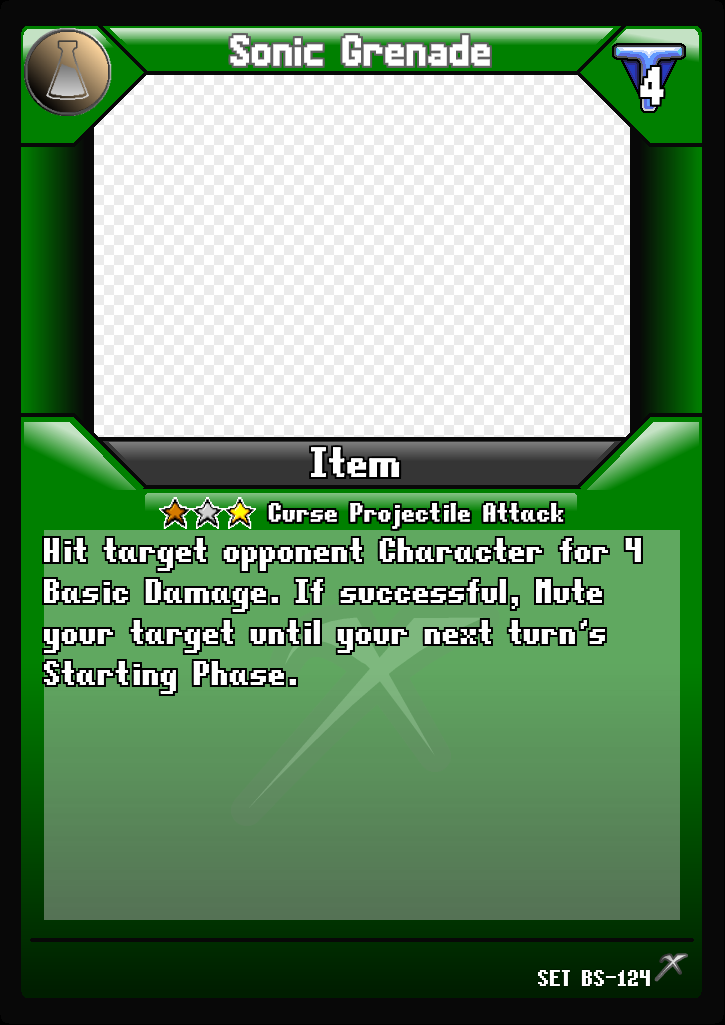 Sonic Grenade
4
Item
Curse Projectile Attack
Hit target opponent Character for 4
Basic Damage. If successful, Mute
your target until your next turn's
Starting Phase.
SET BS-124